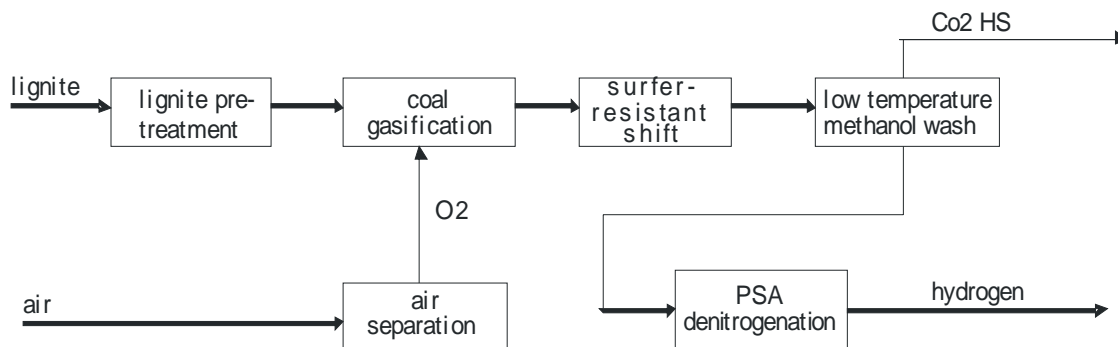 Co2 HS
lignite
lignite pre-
treatment
coal
gasification
surfer-
resistant
shift
low temperature
methanol wash
O2
air
air
separation
PSA
denitrogenation
hydrogen